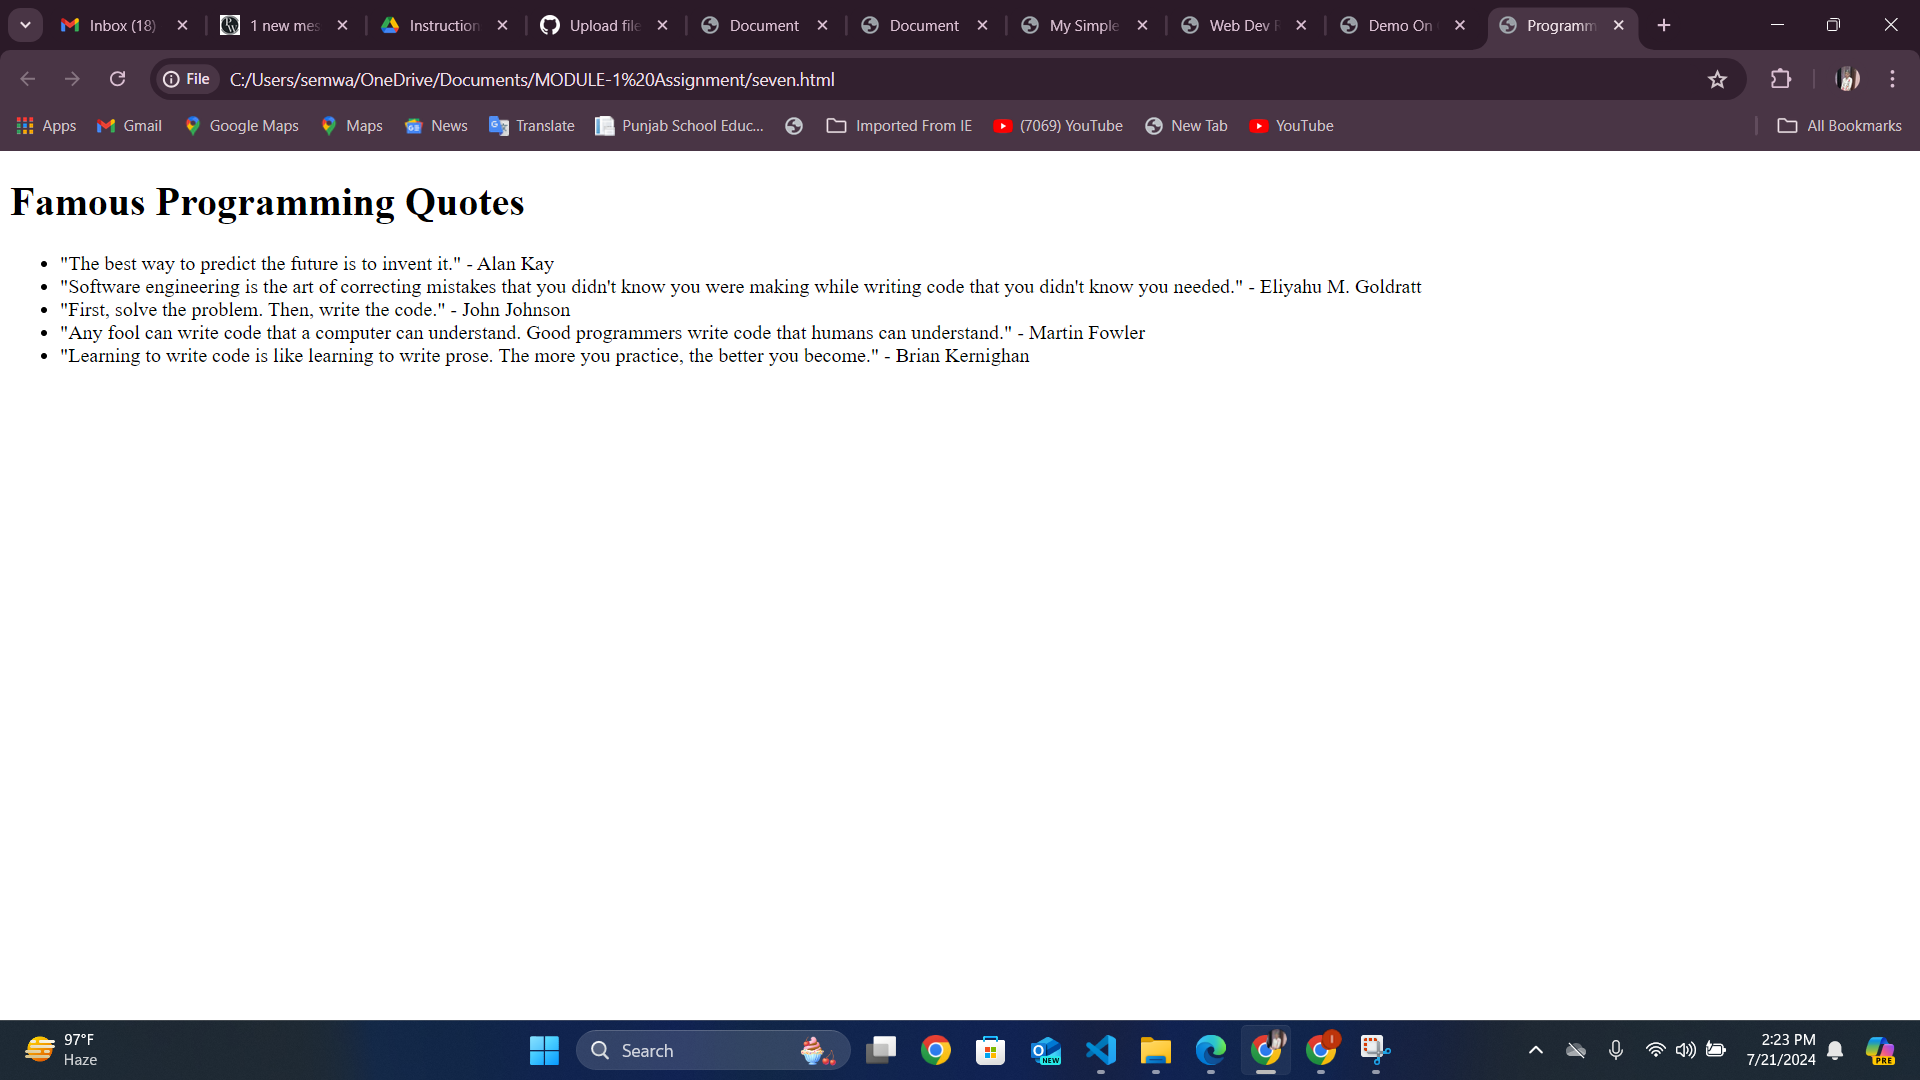 Inbox (18)
1 new mes
Instruction
Upload file
Document
Document
My Simple
Web Dev
Demo On
Programm
File
C:/Users/semwa/OneDrive/Documents/MODULE-1%20Assignment/seven.html
Apps
Gmail
Google Maps
Maps
News
Translate
Punjab School Educ...
Imported From IE
(7069) YouTube
New Tab
YouTube
All Bookmarks
Famous Programming Quotes
• "The best way to predict the future is to invent it." - Alan Kay
• "Software engineering is the art of correcting mistakes that you didn't know you were making while writing code that you didn't know you needed." - Eliyahu M. Goldratt
• "First, solve the problem. Then, write the code." - John Johnson
• "Any fool can write code that a computer can understand. Good programmers write code that humans can understand." - Martin Fowler
• "Learning to write code is like learning to write prose. The more you practice, the better you become." - Brian Kernighan
97°F
Haze
Search
NEW
2:23 PM
7/21/2024
PRE